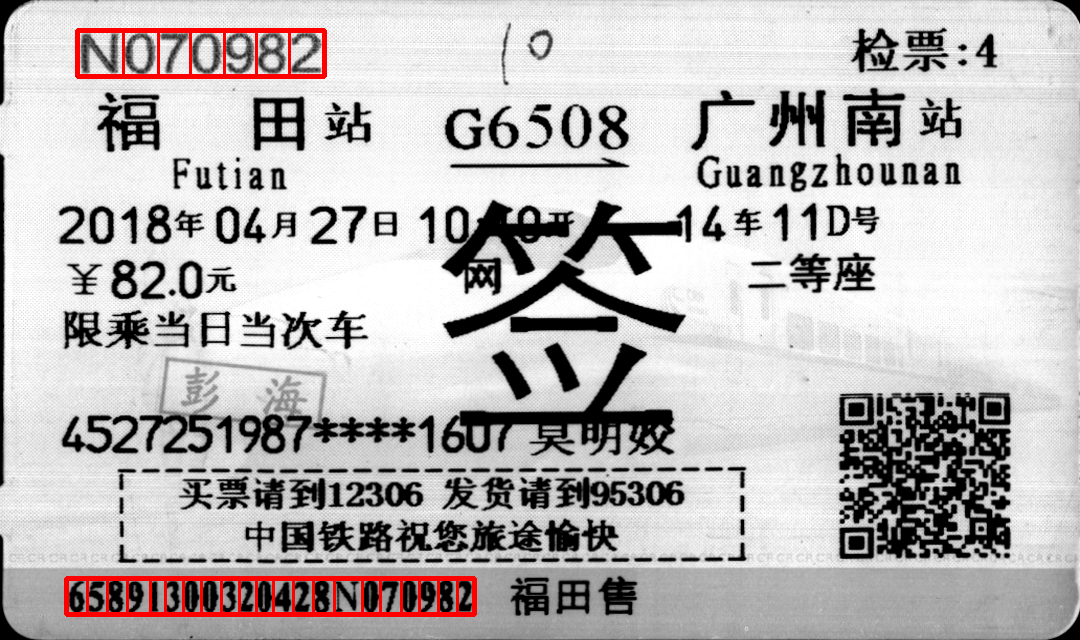 N070982
10
检票:4
福田站 G6508 广州南站
Futian Guangzhounan
2018年04月27日 14车11D号
￥82.0元 网 二等座
签
限乘当日当次车
彭海
4527251987****1607 莫明姣
买票请到12306 发货请到95306
中国铁路祝您旅途愉快
65891300320428N070982 福田售